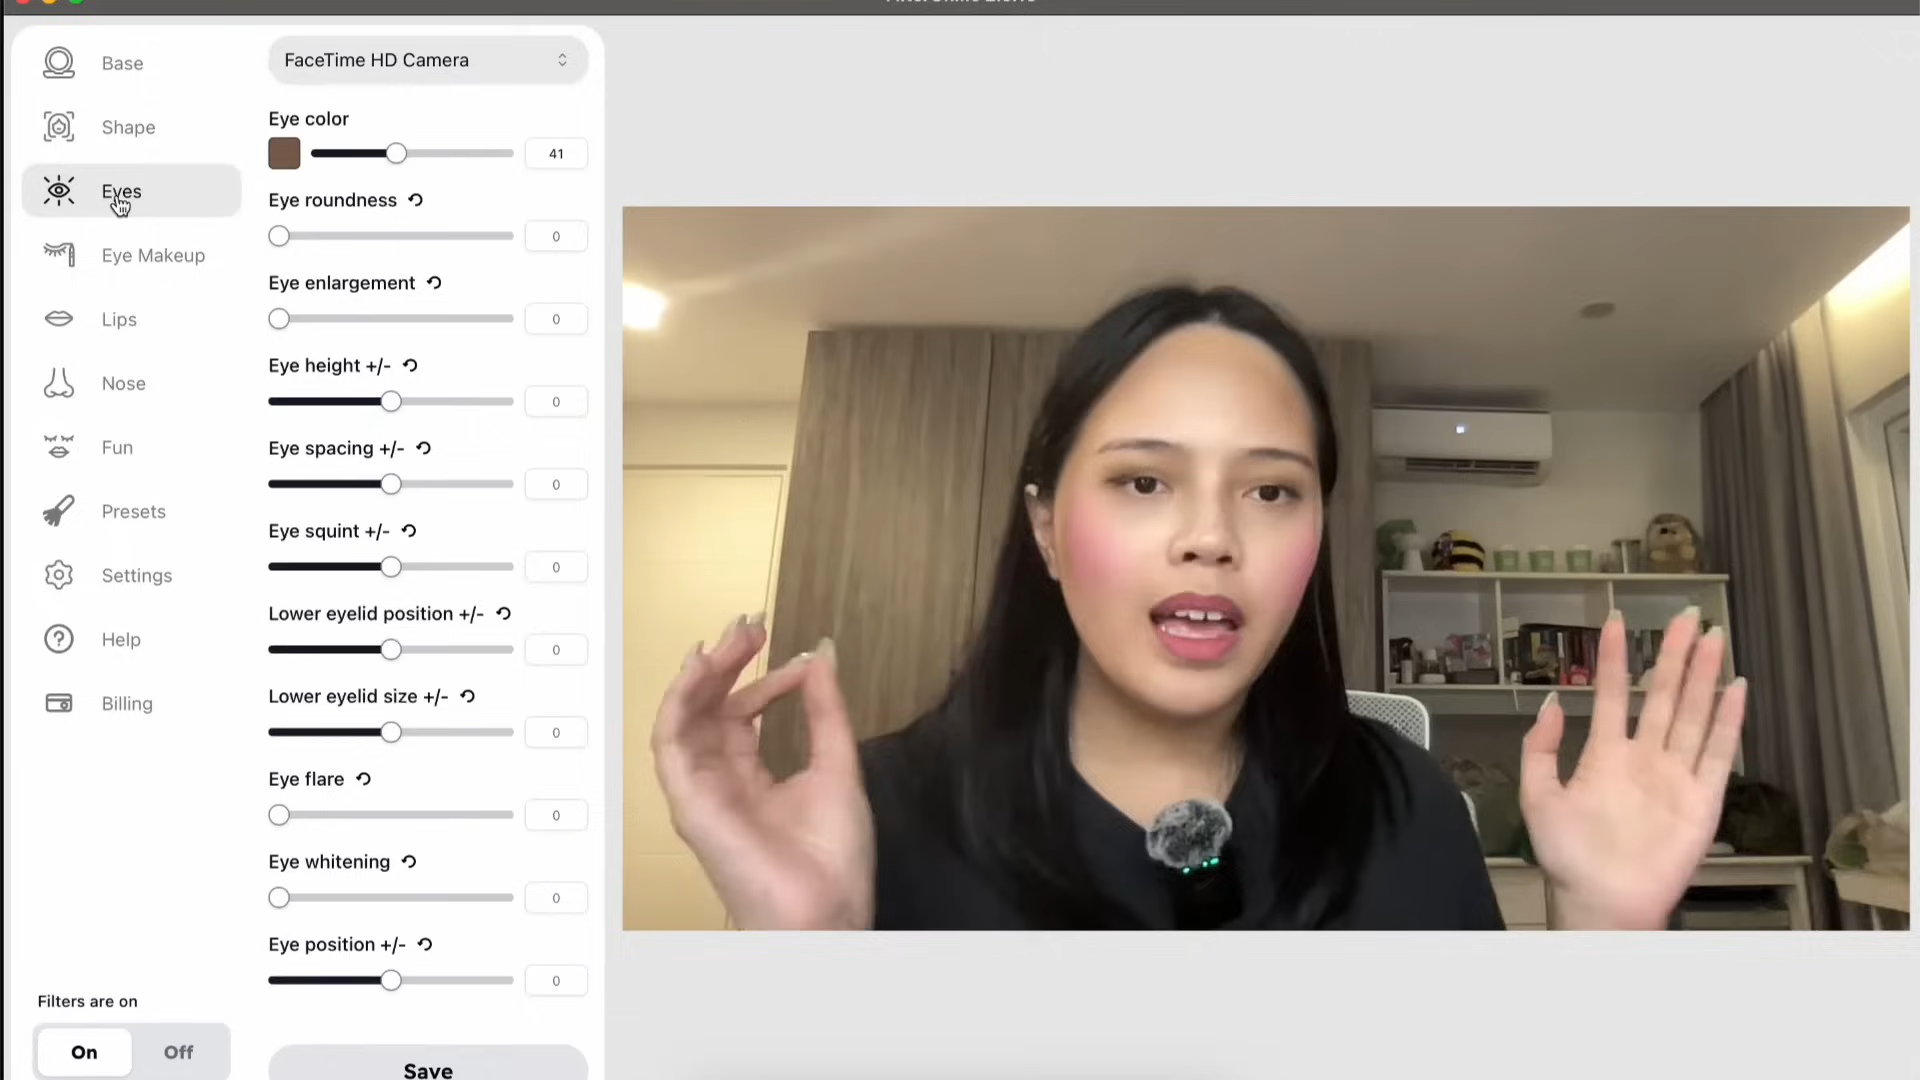 Base
Shape
Eyes
Eye Makeup
Lips
Nose
Fun
Presets
Settings
Help
Billing
Filters are on
On
Off
FaceTime HD Camera
Eye color
41
Eye roundness
0
Eye enlargement
0
Eye height +/-
0
Eye spacing +/-
0
Eye squint +/-
0
Lower eyelid position +/-
0
Lower eyelid size +/-
0
Eye flare
0
Eye whitening
0
Eye position +/-
0
Save